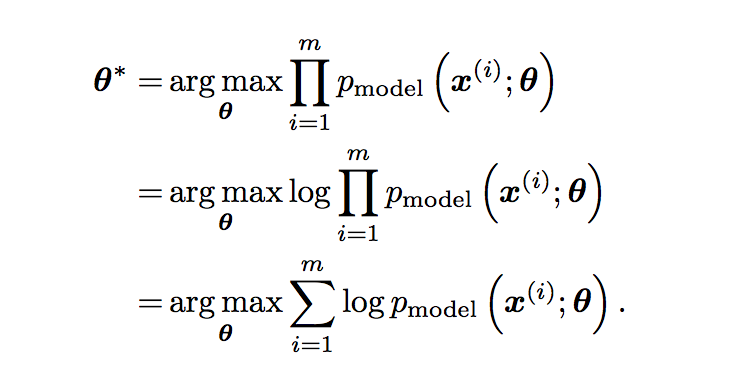 θ* = arg max_θ ∏_{i=1}^{m} p_model (x^(i); θ)
= arg max_θ log ∏_{i=1}^{m} p_model (x^(i); θ)
= arg max_θ ∑_{i=1}^{m} log p_model (x^(i); θ) .